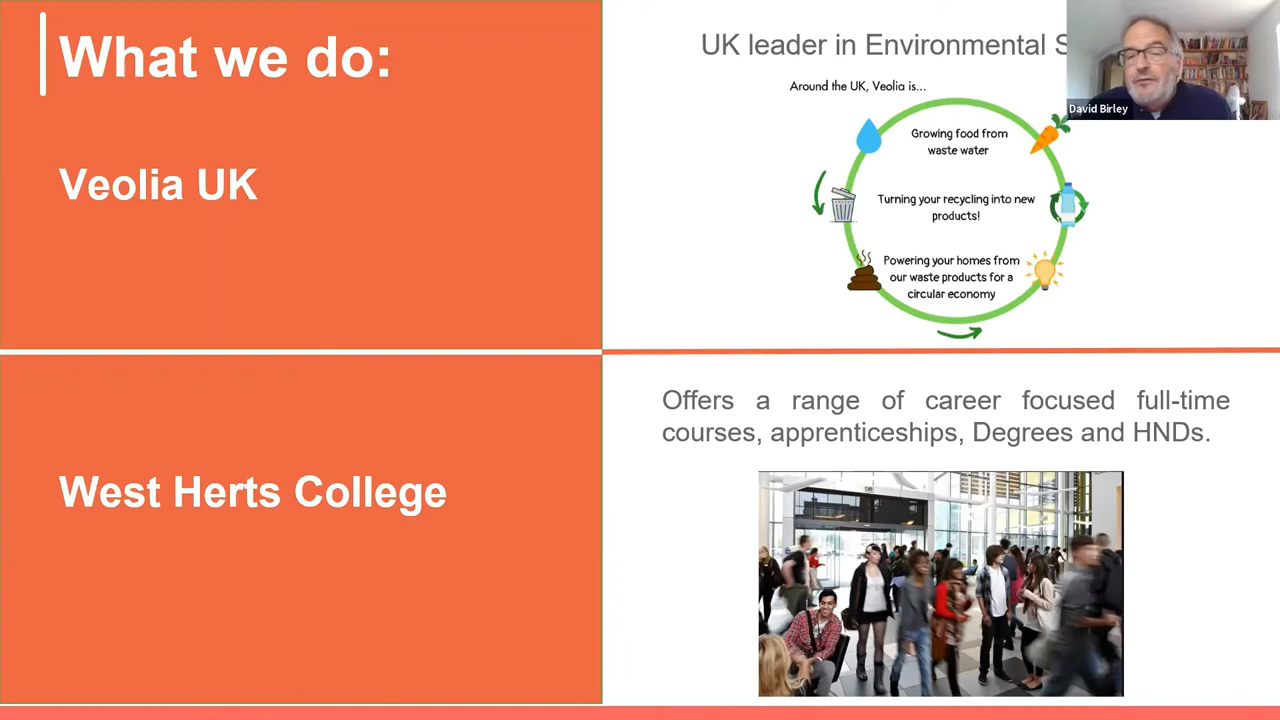 What we do:
Veolia UK
UK leader in Environmental
Around the UK, Veolia is...
Growing food from
waste water
Turning your recycling into new
products!
Powering your homes from
our waste products for a
circular economy
David Birley
West Herts College
Offers a range of career focused full-time
courses, apprenticeships, Degrees and HNDs.